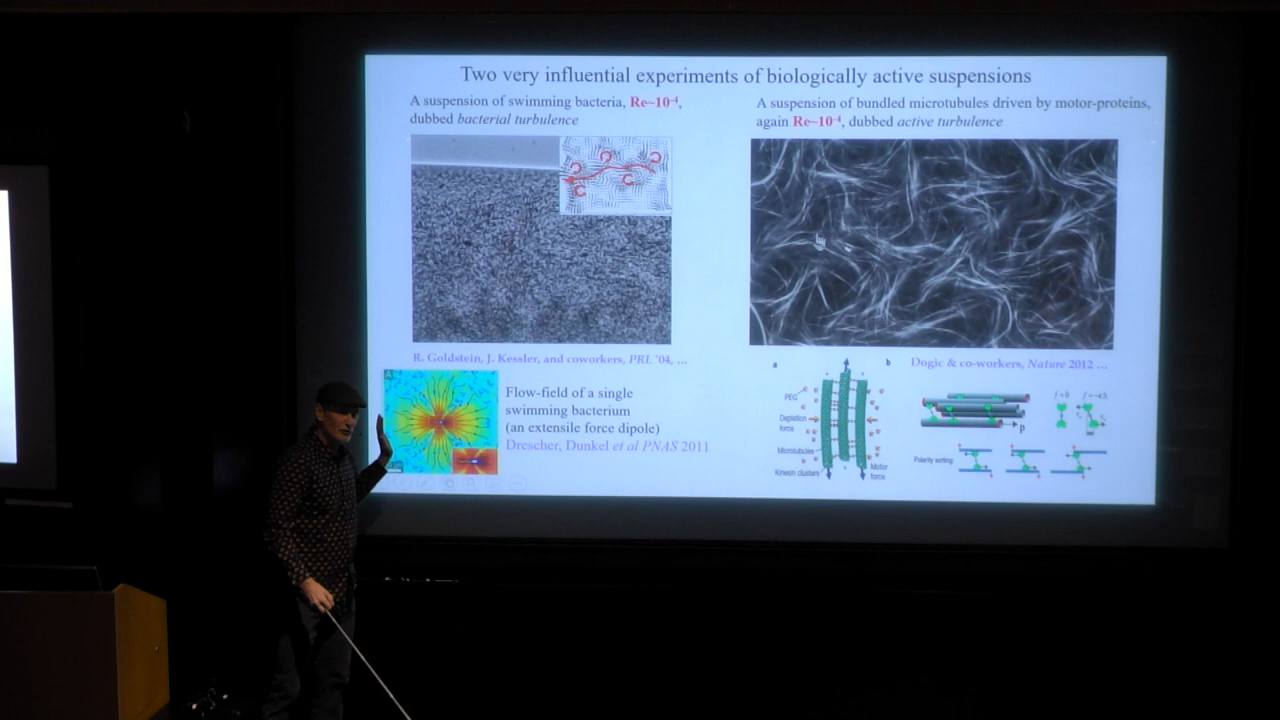 Two very influential experiments of biologically active suspensions
A suspension of swimming bacteria, Re~10⁻⁴,
dubbed bacterial turbulence
A suspension of bundled microtubules driven by motor-proteins,
again Re~10⁻⁴, dubbed active turbulence
R. Goldstein, J. Kessler, and coworkers, PRL '04, ...
Dogic & co-workers, Nature 2012 ...
A
Flow-field of a single
swimming bacterium
(an extensile force dipole)
Drescher, Dunkel et al PNAS 2011
a
PEG
Depletion
force
Microtubules
Kinesin clusters
Motor
force
b
P
f=0
Polarity sorting: